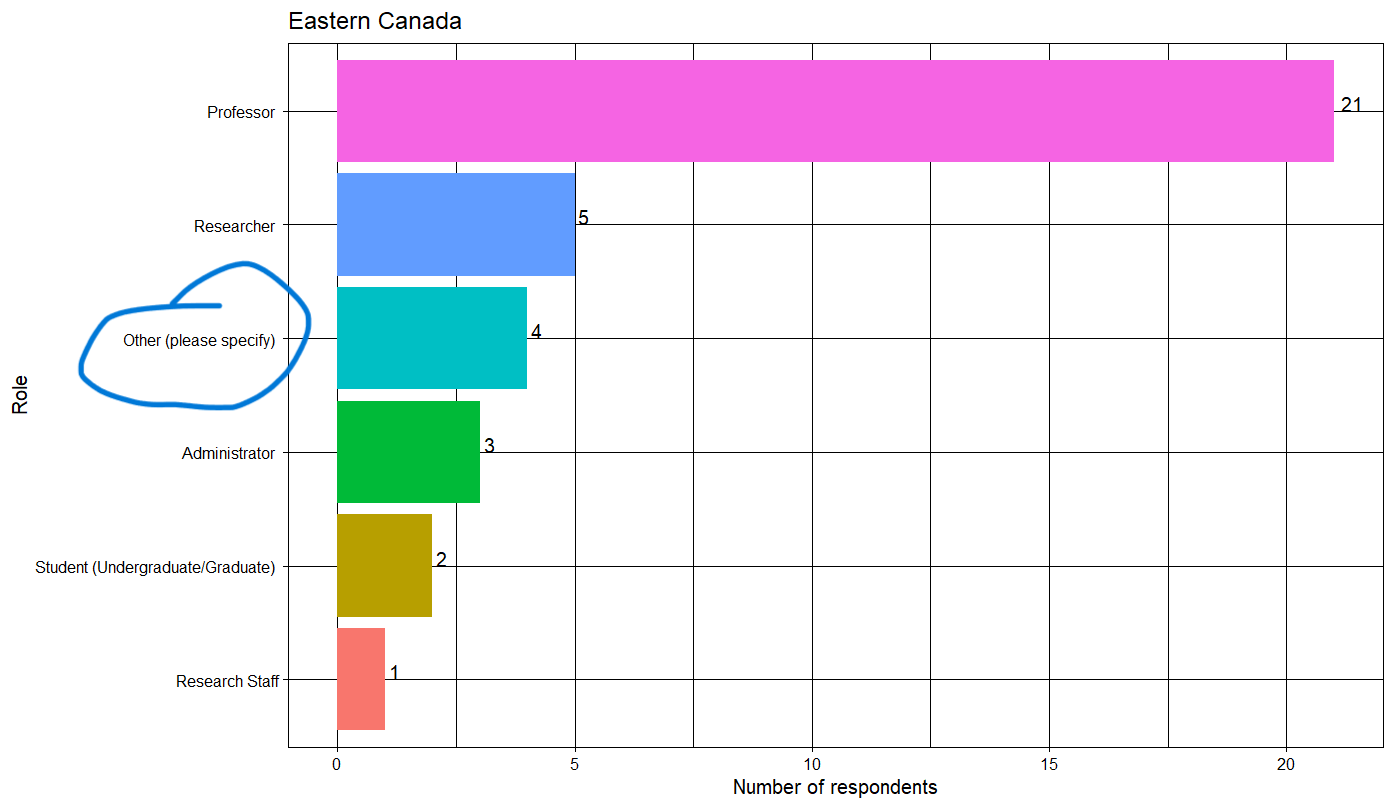 Eastern Canada
Professor
21
Researcher
5
Other (please specify)
4
Role
Administrator
3
Student (Undergraduate/Graduate)
2
Research Staff
1
0
5
10
15
20
Number of respondents